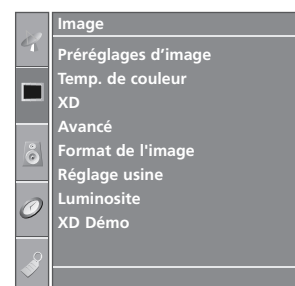 Image
Préréglages d’image
Temp. de couleur
XD
Avancé
Format de l'image
Réglage usine
Luminosite
XD Démo